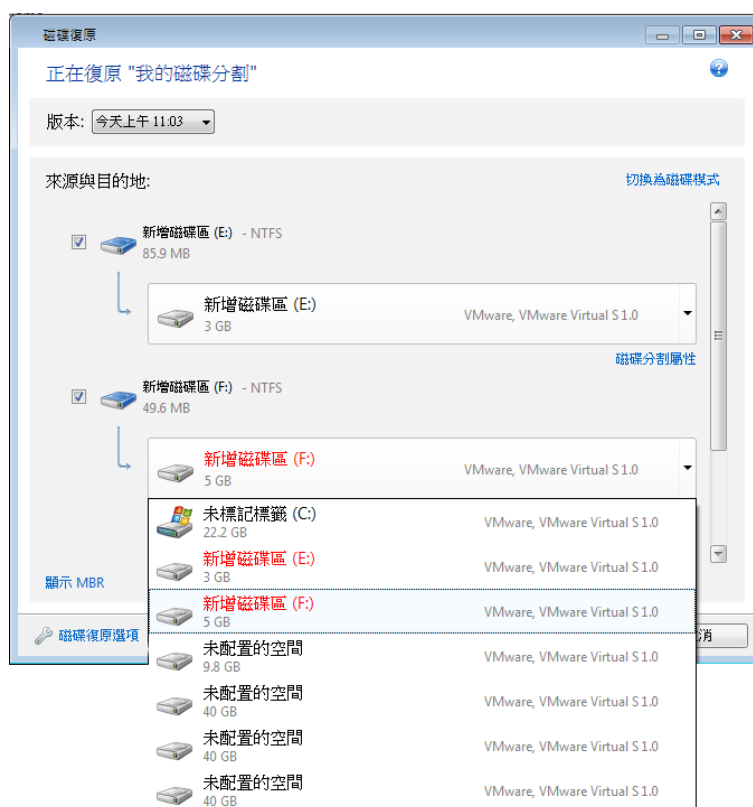 磁碟復原
正在復原 "我的磁碟分割"
版本: 今天上午 11:03
來源與目的地: 切換為磁碟模式
新增磁碟區 (E:) - NTFS
85.9 MB
新增磁碟區 (E:) VMware, VMware Virtual S 1.0
3 GB
磁碟分割屬性
新增磁碟區 (F:) - NTFS
49.6 MB
新增磁碟區 (F:) VMware, VMware Virtual S 1.0
5 GB
未標記標籤 (C:) VMware, VMware Virtual S 1.0
22.2 GB
新增磁碟區 (E:) VMware, VMware Virtual S 1.0
3 GB
顯示 MBR
新增磁碟區 (F:) VMware, VMware Virtual S 1.0
5 GB
磁碟復原選項 消
未配置的空間 VMware, VMware Virtual S 1.0
9.8 GB
未配置的空間 VMware, VMware Virtual S 1.0
40 GB
未配置的空間 VMware, VMware Virtual S 1.0
40 GB
未配置的空間 VMware, VMware Virtual S 1.0
40 GB